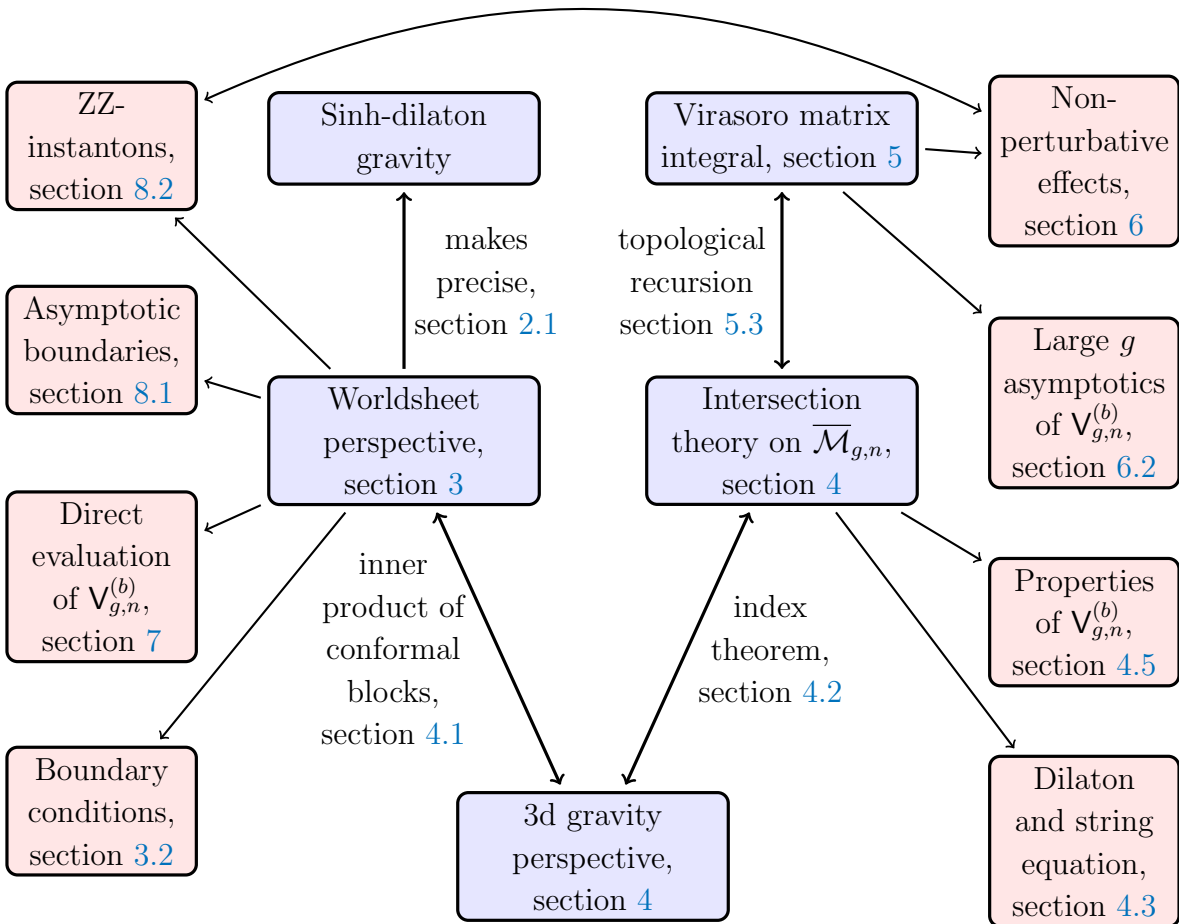 ZZ-
instantons,
section 8.2
Sinh-dilaton
gravity
Virasoro matrix
integral, section 5
Non-
perturbative
effects,
section 6
makes
precise,
section 2.1
topological
recursion
section 5.3
Asymptotic
boundaries,
section 8.1
Worldsheet
perspective,
section 3
Intersection
theory on $\overline{\mathcal{M}}_{g,n}$,
section 4
Large g
asymptotics
of $\mathsf{V}^{(b)}_{g,n}$,
section 6.2
Direct
evaluation
of $\mathsf{V}^{(b)}_{g,n}$,
section 7
inner
product of
conformal
blocks,
section 4.1
index
theorem,
section 4.2
Properties
of $\mathsf{V}^{(b)}_{g,n}$,
section 4.5
Boundary
conditions,
section 3.2
3d gravity
perspective,
section 4
Dilaton
and string
equation,
section 4.3